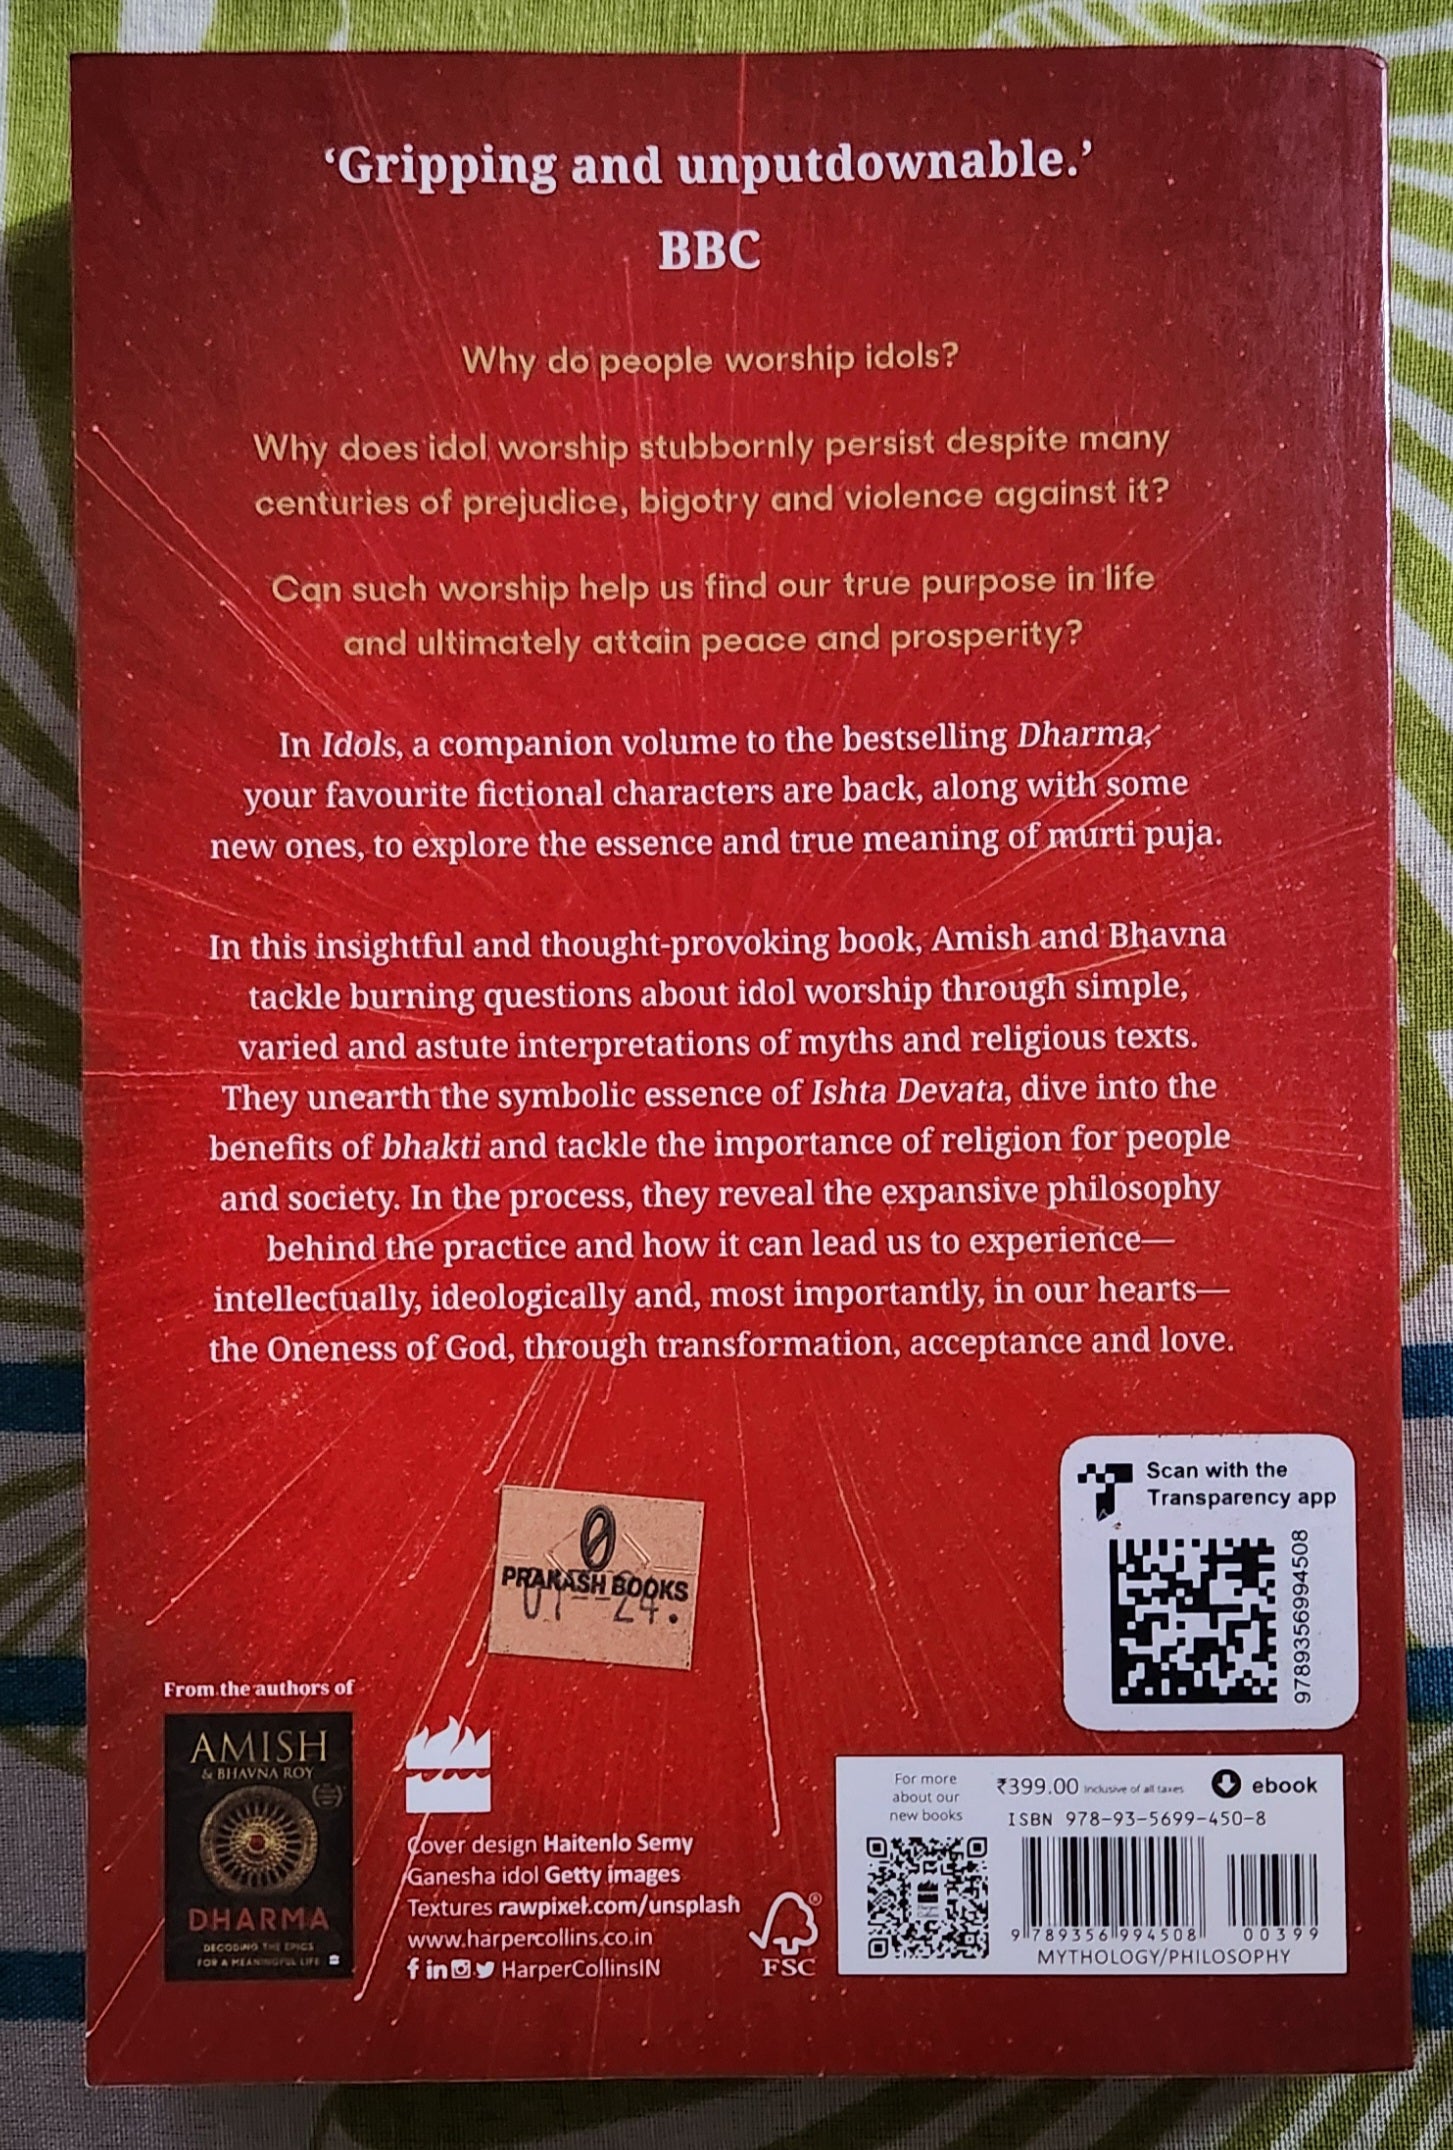 ‘Gripping and unputdownable.’
BBC
Why do people worship idols?
Why does idol worship stubbornly persist despite many
centuries of prejudice, bigotry and violence against it?
Can such worship help us find our true purpose in life
and ultimately attain peace and prosperity?
In Idols, a companion volume to the bestselling Dharma,
your favourite fictional characters are back, along with some
new ones, to explore the essence and true meaning of murti puja.
In this insightful and thought-provoking book, Amish and Bhavna
tackle burning questions about idol worship through simple,
varied and astute interpretations of myths and religious texts.
They unearth the symbolic essence of Ishta Devata, dive into the
benefits of bhakti and tackle the importance of religion for people
and society. In the process, they reveal the expansive philosophy
behind the practice and how it can lead us to experience—
intellectually, ideologically and, most importantly, in our hearts—
the Oneness of God, through transformation, acceptance and love.
Scan with the
Transparency app
9789356994508
PRAKASH BOOKS
From the authors of
AMISH
& BHAVNA ROY
DHARMA
DECODING THE EPICS
FOR A MEANINGFUL LIFE
Cover design Haitenlo Semy
Ganesha idol Getty images
Textures rawpixel.com/unsplash
www.harpercollins.co.in
HarperCollinsIN
FSC
For more
about our
new books
₹399.00 Inclusive of all taxes
ebook
ISBN 978-93-5699-450-8
9 789356 994508
00399
MYTHOLOGY/PHILOSOPHY